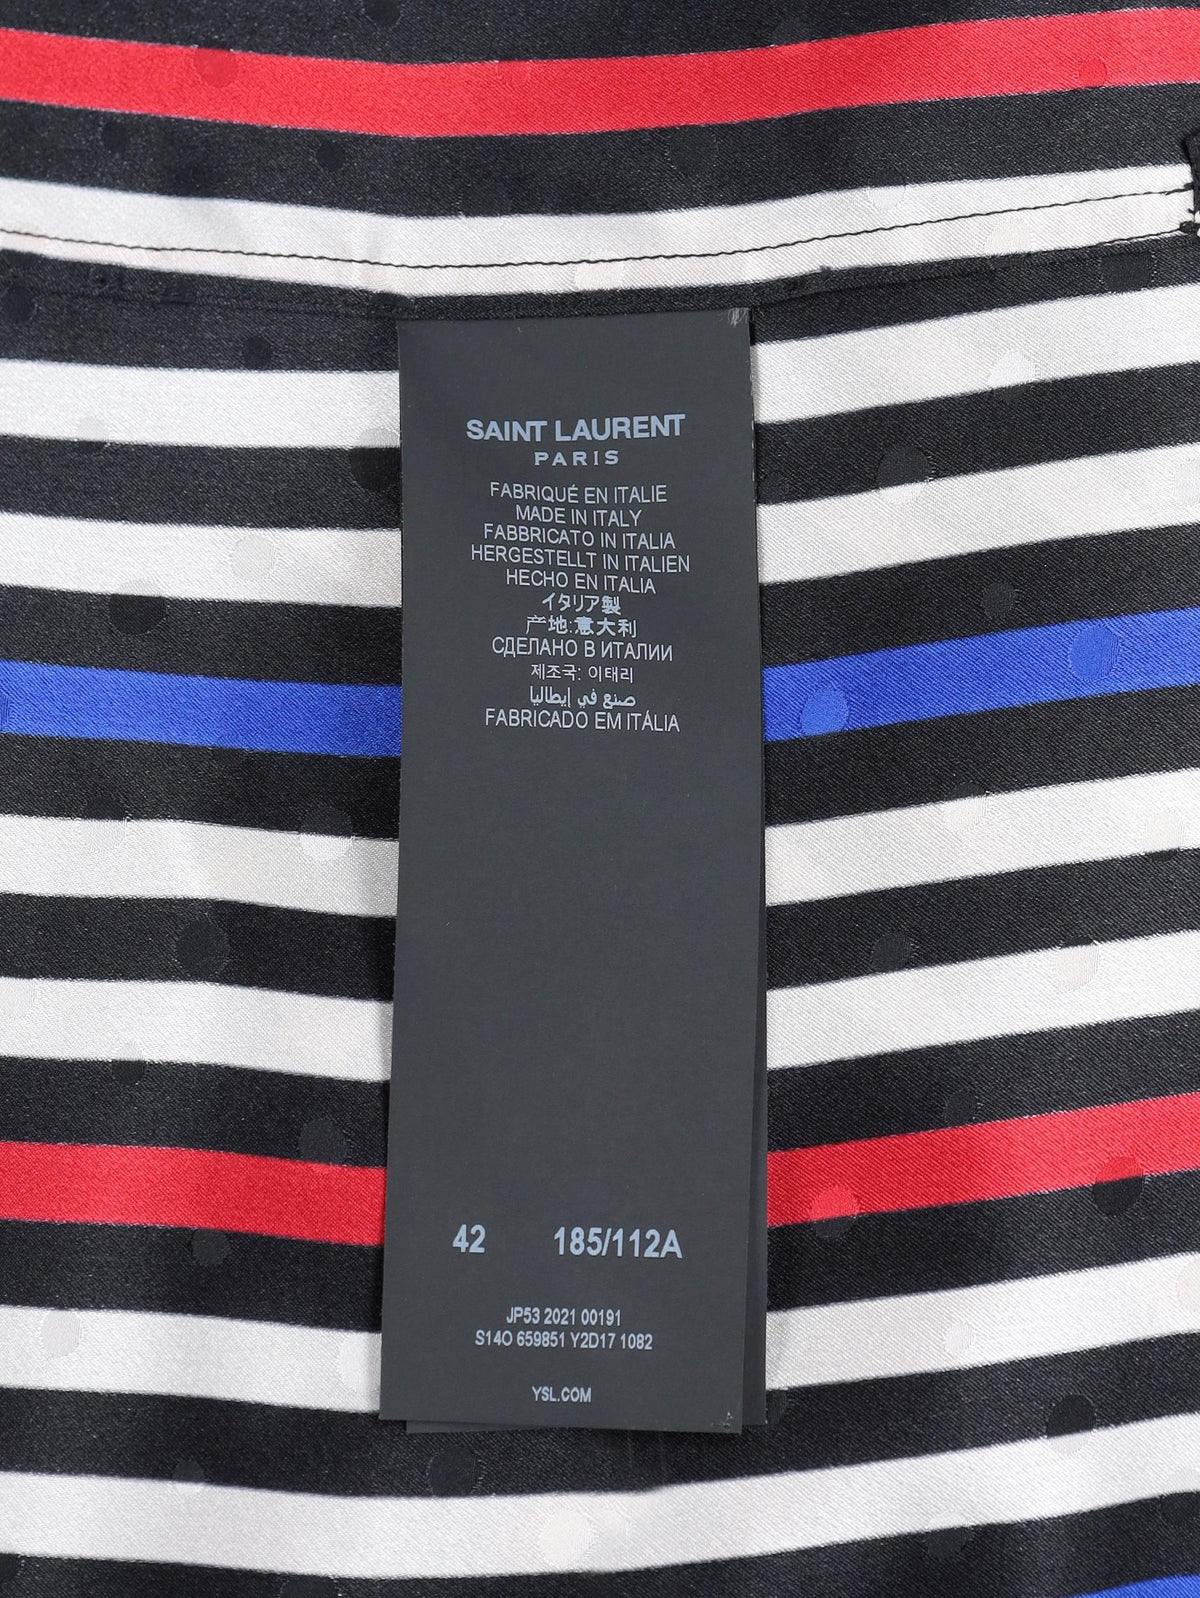 SAINT LAURENT
PARIS
FABRIQUÉ EN ITALIE
MADE IN ITALY
FABBRICATO IN ITALIA
HERGESTELLT IN ITALIEN
HECHO EN ITALIA
イタリア製
产地:意大利
СДЕЛАНО В ИТАЛИИ
제조국: 이태리
صنع في إيطاليا
FABRICADO EM ITÁLIA
42 185/112A
JP53 2021 00191
S14O 659851 Y2D17 1082
YSL.COM